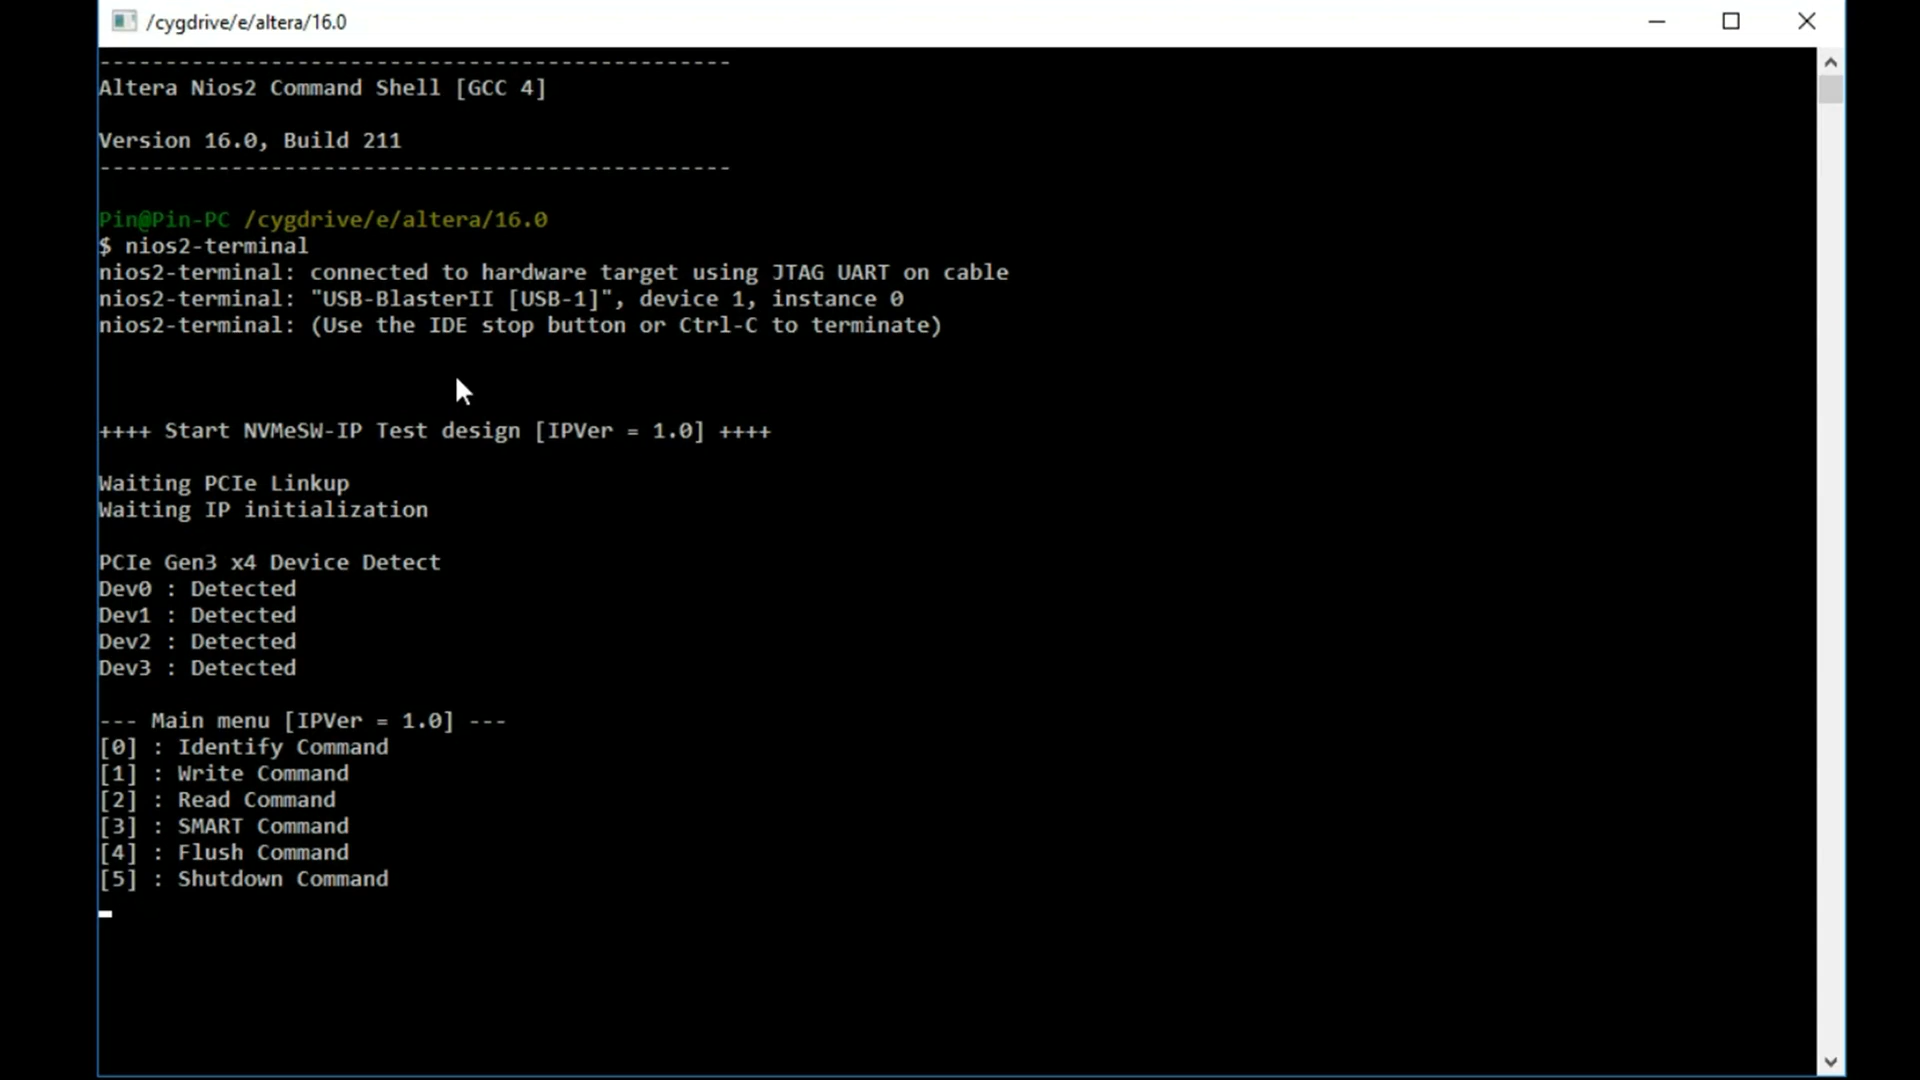 /cygdrive/e/altera/16.0
------------------------------------------------
Altera Nios2 Command Shell [GCC 4]
Version 16.0, Build 211
------------------------------------------------
Pin@Pin-PC /cygdrive/e/altera/16.0
$ nios2-terminal
nios2-terminal: connected to hardware target using JTAG UART on cable
nios2-terminal: "USB-BlasterII [USB-1]", device 1, instance 0
nios2-terminal: (Use the IDE stop button or Ctrl-C to terminate)
++++ Start NVMeSW-IP Test design [IPVer = 1.0] ++++
Waiting PCIe Linkup
Waiting IP initialization
PCIe Gen3 x4 Device Detect
Dev0 : Detected
Dev1 : Detected
Dev2 : Detected
Dev3 : Detected
--- Main menu [IPVer = 1.0] ---
[0] : Identify Command
[1] : Write Command
[2] : Read Command
[3] : SMART Command
[4] : Flush Command
[5] : Shutdown Command